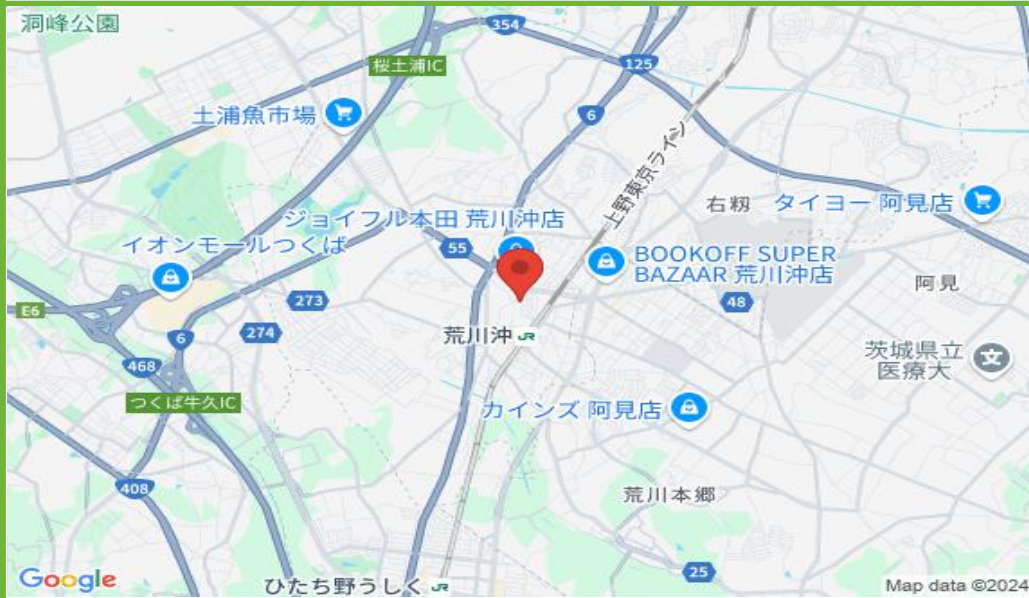 洞峰公園
354
桜土浦IC
125
土浦魚市場
6
上野東京ライン
右籾
タイヨー 阿見店
ジョイフル本田 荒川沖店
イオンモールつくば
55
BOOKOFF SUPER
BAZAAR 荒川沖店
阿見
E6
273
48
274
6
荒川沖 JR
茨城県立
医療大
文
468
つくば牛久IC
カインズ 阿見店
408
荒川本郷
25
Google
ひたち野うしく JR
Map data ©2024